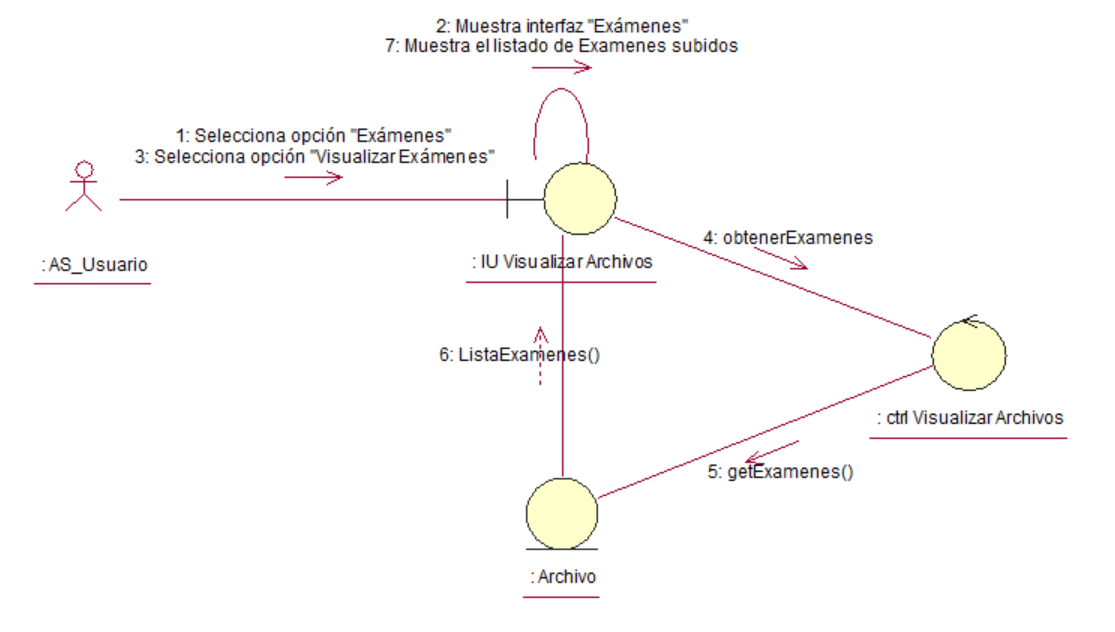 2: Muestra interfaz "Exámenes"
7: Muestra el listado de Examenes subidos
1: Selecciona opción "Exámenes"
3: Selecciona opción "Visualizar Exámenes"
4: obtenerExamenes
: AS_Usuario
: IU Visualizar Archivos
6: ListaExamenes()
: ctrl Visualizar Archivos
5: getExamenes()
: Archivo